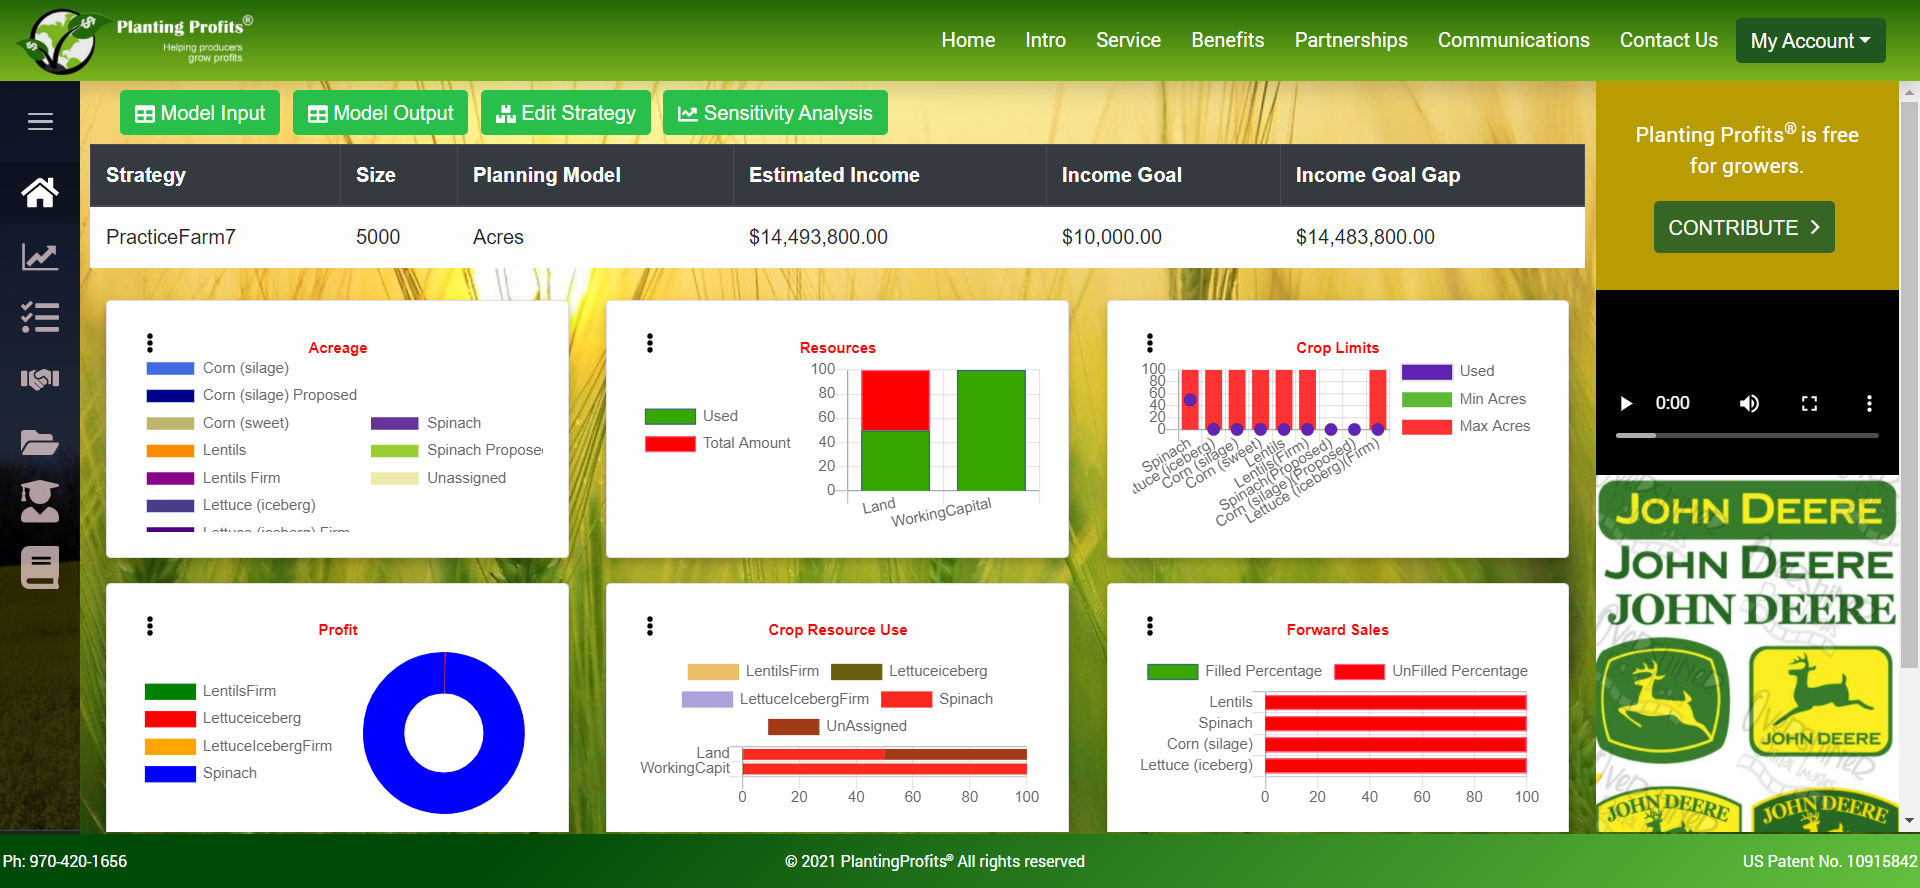 Planting Profits®
Helping producers
grow profits
Home Intro Service Benefits Partnerships Communications Contact Us My Account
Model Input Model Output Edit Strategy Sensitivity Analysis
Strategy Size Planning Model Estimated Income Income Goal Income Goal Gap
PracticeFarm7 5000 Acres $14,493,800.00 $10,000.00 $14,483,800.00
Planting Profits® is free
for growers.
CONTRIBUTE
0:00
Acreage
Corn (silage)
Corn (silage) Proposed
Corn (sweet) Spinach
Lentils Spinach Propose
Lentils Firm Unassigned
Lettuce (iceberg)
Lettuce (iceberg) Firm
Resources
Used
Total Amount
100
80
60
40
20
0
Land
WorkingCapital
Crop Limits
100
80
60
40
20
0
Spinach
tuce (iceberg)
Corn (silage)
Corn (sweet)
Lentils
Lentils(Firm)
Spinach(Proposed)
Corn (silage)(Proposed)
Lettuce (iceberg)(Firm)
Used
Min Acres
Max Acres
JOHN DEERE
JOHN DEERE
JOHN DEERE
JOHN DEERE
JOHN DEERE
JOHN DEERE
Profit
LentilsFirm
Lettuceiceberg
LettuceIcebergFirm
Spinach
Crop Resource Use
LentilsFirm Lettuceiceberg
LettuceIcebergFirm Spinach
UnAssigned
Land
WorkingCapit
0 20 40 60 80 100
Forward Sales
Filled Percentage UnFilled Percentage
Lentils
Spinach
Corn (silage)
Lettuce (iceberg)
0 20 40 60 80 100
Ph: 970-420-1656 © 2021 PlantingProfits® All rights reserved US Patent No. 10915842